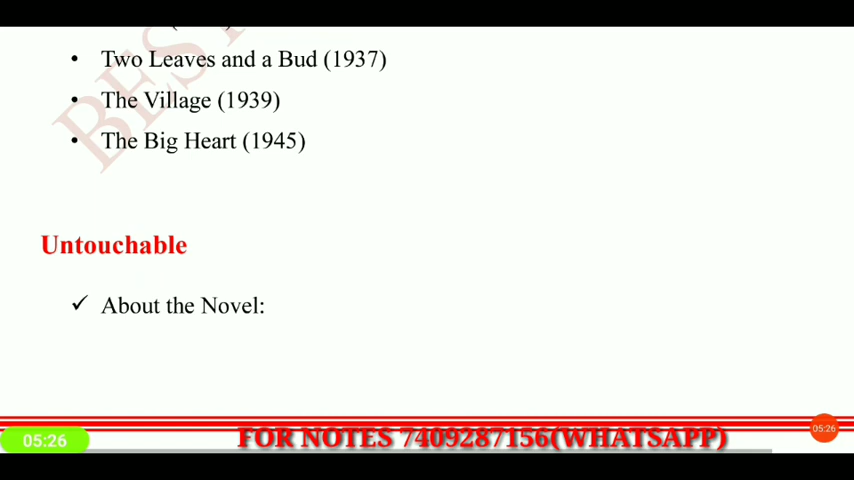 • Two Leaves and a Bud (1937)
• The Village (1939)
• The Big Heart (1945)
Untouchable
✓ About the Novel:
05:26
05:26
FOR NOTES 7409287156(WHATSAPP)